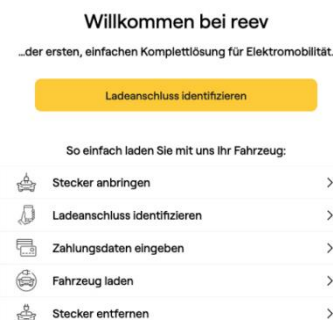 Willkommen bei reev
...der ersten, einfachen Komplettlösung für Elektromobilität.
Ladeanschluss identifizieren
So einfach laden Sie mit uns Ihr Fahrzeug:
Stecker anbringen
Ladeanschluss identifizieren
Zahlungsdaten eingeben
Fahrzeug laden
Stecker entfernen